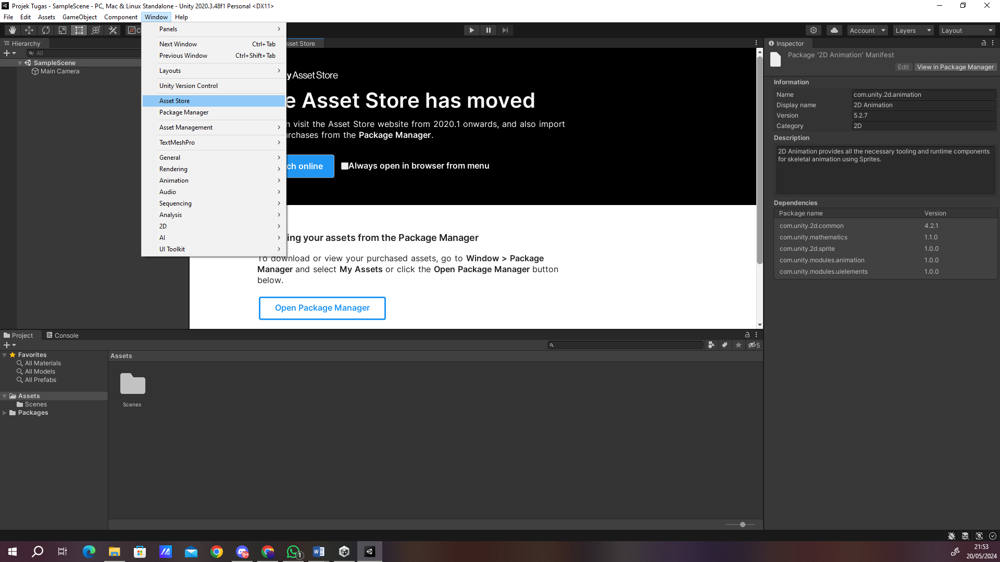 Projek Tugas - SampleScene - PC, Mac & Linux Standalone - Unity 2020.3.48f1 Personal <DX11>
File Edit Assets GameObject Component Window Help
Account Layers Layout
Panels
Next Window Ctrl+Tab
Previous Window Ctrl+Shift+Tab
Layouts
Unity Version Control
Asset Store
Package Manager
Asset Management
TextMeshPro
General
Rendering
Animation
Audio
Sequencing
Analysis
2D
AI
UI Toolkit
Hierarchy
All
SampleScene
Main Camera
sset Store
y Asset Store
e Asset Store has moved
n visit the Asset Store website from 2020.1 onwards, and also import
urchases from the Package Manager.
ch online
Always open in browser from menu
ing your assets from the Package Manager
To download or view your purchased assets, go to Window > Package
Manager and select My Assets or click the Open Package Manager button
below.
Open Package Manager
Inspector
Package '2D Animation' Manifest
Edit View in Package Manager
Information
Name com.unity.2d.animation
Display name 2D Animation
Version 5.2.7
Category 2D
Description
2D Animation provides all the necessary tooling and runtime components
for skeletal animation using Sprites.
Dependencies
Package name Version
com.unity.2d.common 4.2.1
com.unity.mathematics 1.1.0
com.unity.2d.sprite 1.0.0
com.unity.modules.animation 1.0.0
com.unity.modules.uielements 1.0.0
Project Console
5
Favorites
All Materials
All Models
All Prefabs
Assets
Scenes
Packages
Assets
Scenes
9+
1
21:53
20/05/2024